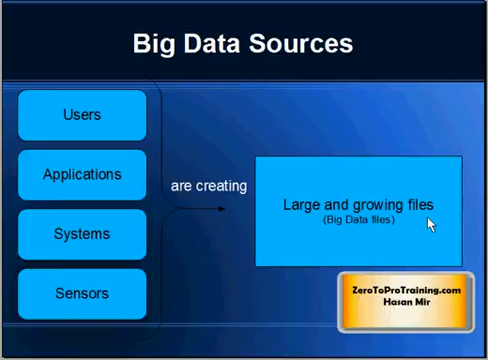 Big Data Sources
Users
Applications
Systems
Sensors
are creating
Large and growing files
(Big Data files)
ZeroToProTraining.com
Hasan Mir